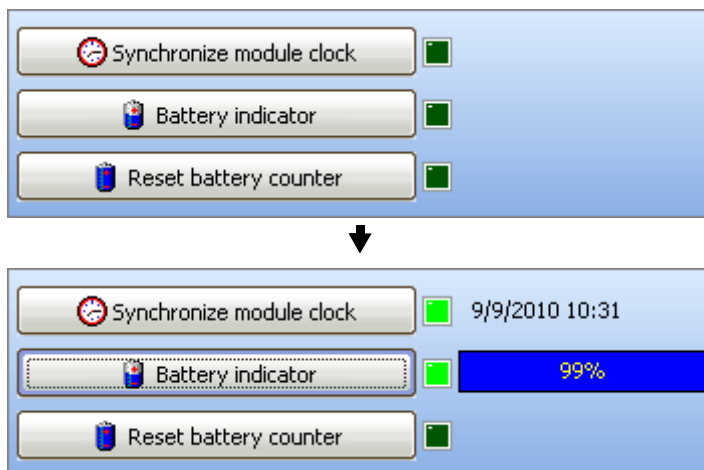 Synchronize module clock
Battery indicator
Reset battery counter
Synchronize module clock 9/9/2010 10:31
Battery indicator 99%
Reset battery counter